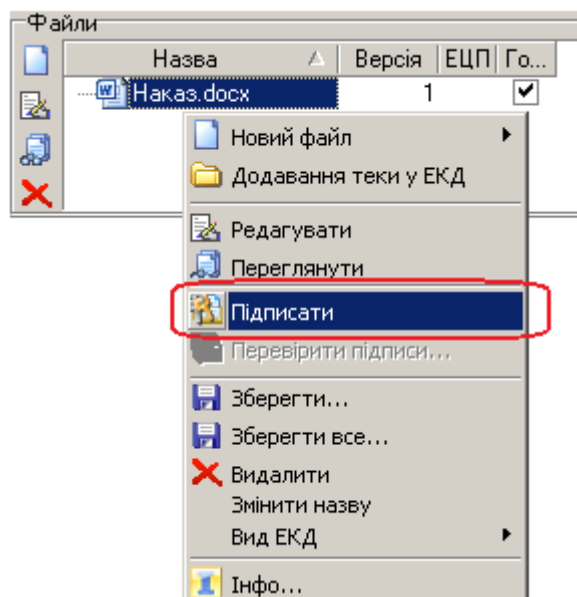 Файли
Назва Версія ЕЦП Го...
Наказ.docx 1
Новий файл
Додавання теки у ЕКД
Редагувати
Переглянути
Підписати
Перевірити підписи...
Зберегти...
Зберегти все...
Видалити
Змінити назву
Вид ЕКД
Інфо...